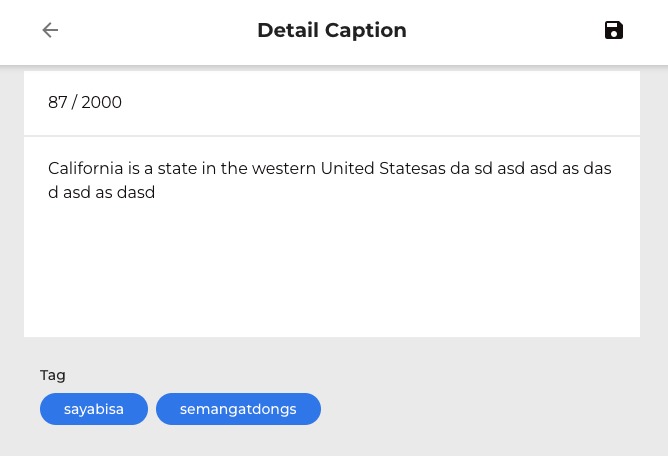 Detail Caption
87 / 2000
California is a state in the western United Statesas da sd asd asd as das
d asd as dasd
Tag
sayabisa semangatdongs